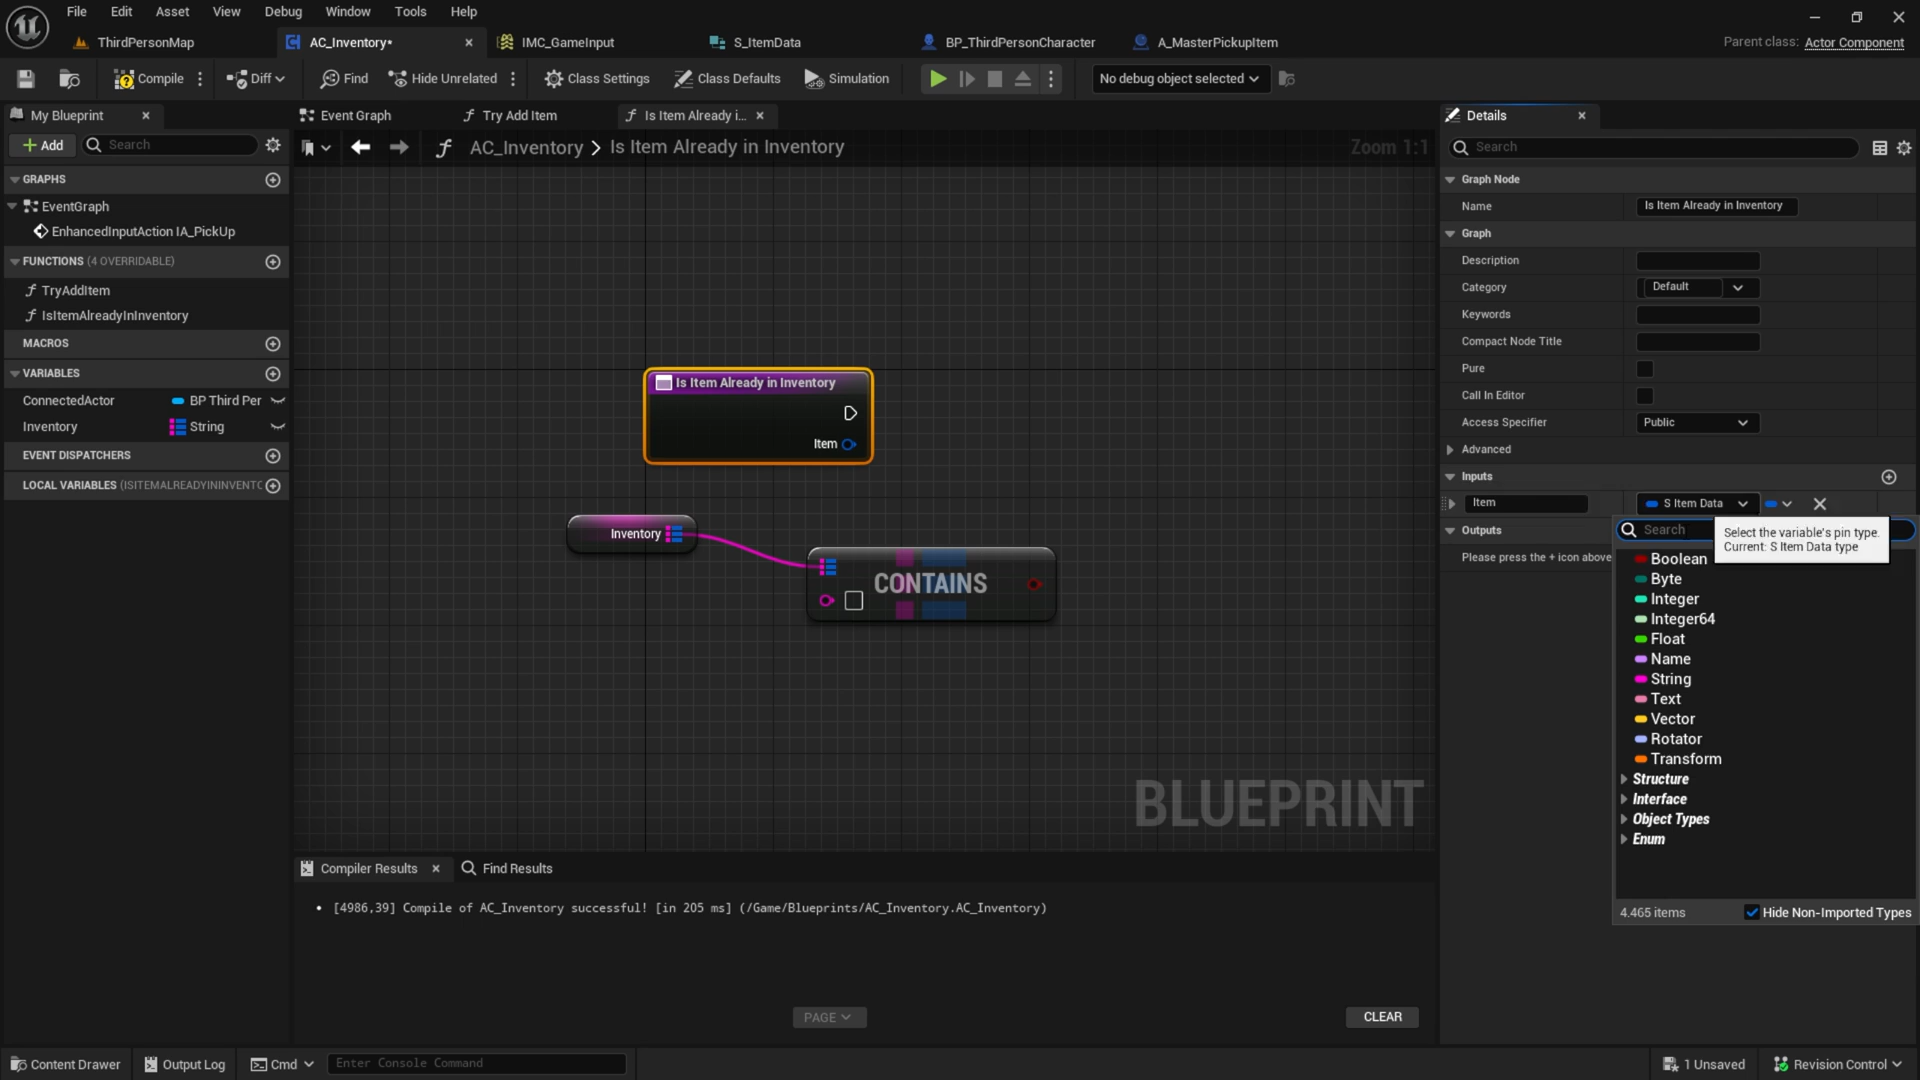 File Edit Asset View Debug Window Tools Help
ThirdPersonMap AC_Inventory* IMC_GameInput S_ItemData BP_ThirdPersonCharacter A_MasterPickupItem Parent class: Actor Component
Compile Diff Find Hide Unrelated Class Settings Class Defaults Simulation No debug object selected
My Blueprint Event Graph Try Add Item Is Item Already i... Details
Add Search AC_Inventory > Is Item Already in Inventory Zoom 1:1 Search
GRAPHS
EventGraph
EnhancedInputAction IA_PickUp
FUNCTIONS (4 OVERRIDABLE)
TryAddItem
IsItemAlreadyInInventory
MACROS
VARIABLES
ConnectedActor BP Third Per
Inventory String
EVENT DISPATCHERS
LOCAL VARIABLES (ISITEMALREADYININVENTO
Is Item Already in Inventory
Item
Inventory
CONTAINS
BLUEPRINT
Graph Node
Name Is Item Already in Inventory
Graph
Description
Category Default
Keywords
Compact Node Title
Pure
Call In Editor
Access Specifier Public
Advanced
Inputs
Item S Item Data
Outputs Search
Please press the + icon above
Select the variable's pin type.
Current: S Item Data type
Boolean
Byte
Integer
Integer64
Float
Name
String
Text
Vector
Rotator
Transform
Structure
Interface
Object Types
Enum
4.465 items Hide Non-Imported Types
Compiler Results Find Results
[4986,39] Compile of AC_Inventory successful! [in 205 ms] (/Game/Blueprints/AC_Inventory.AC_Inventory)
PAGE CLEAR
Content Drawer Output Log Cmd Enter Console Command 1 Unsaved Revision Control